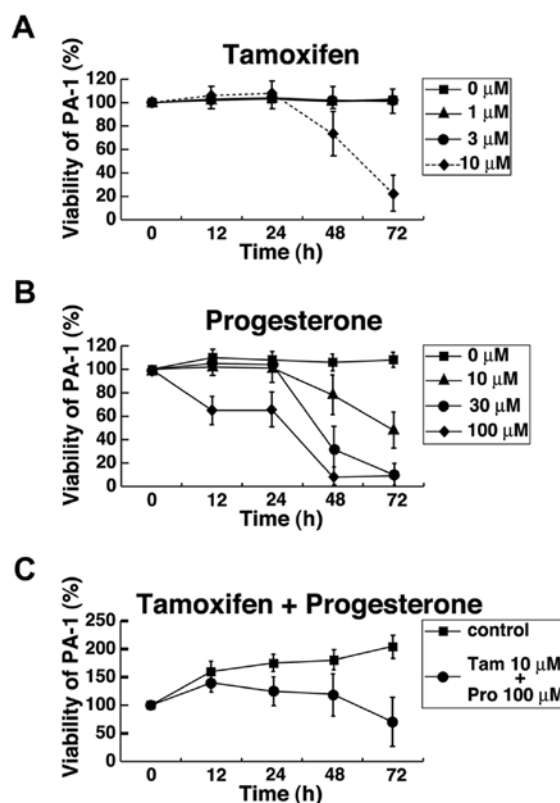 A
Tamoxifen
Viability of PA-1 (%)
120
100
80
60
40
20
0
0 12 24 48 72
Time (h)
0 μM
1 μM
3 μM
10 μM
B
Progesterone
Viability of PA-1 (%)
120
100
80
60
40
20
0
0 12 24 48 72
Time (h)
0 μM
10 μM
30 μM
100 μM
C
Tamoxifen + Progesterone
Viability of PA-1 (%)
250
200
150
100
50
0
0 12 24 48 72
Time (h)
control
Tam 10 μM
+
Pro 100 μM